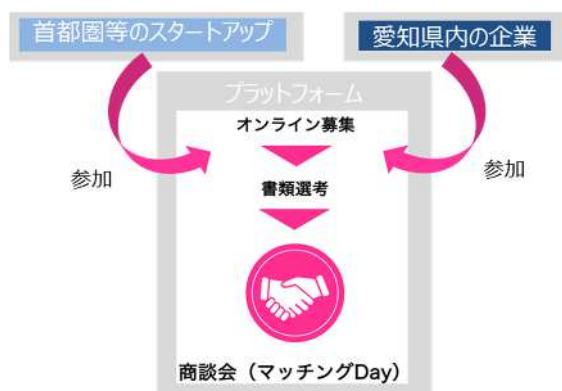 首都圏等のスタートアップ
愛知県内の企業
プラットフォーム
オンライン募集
参加
参加
書類選考
商談会（マッチングDay）